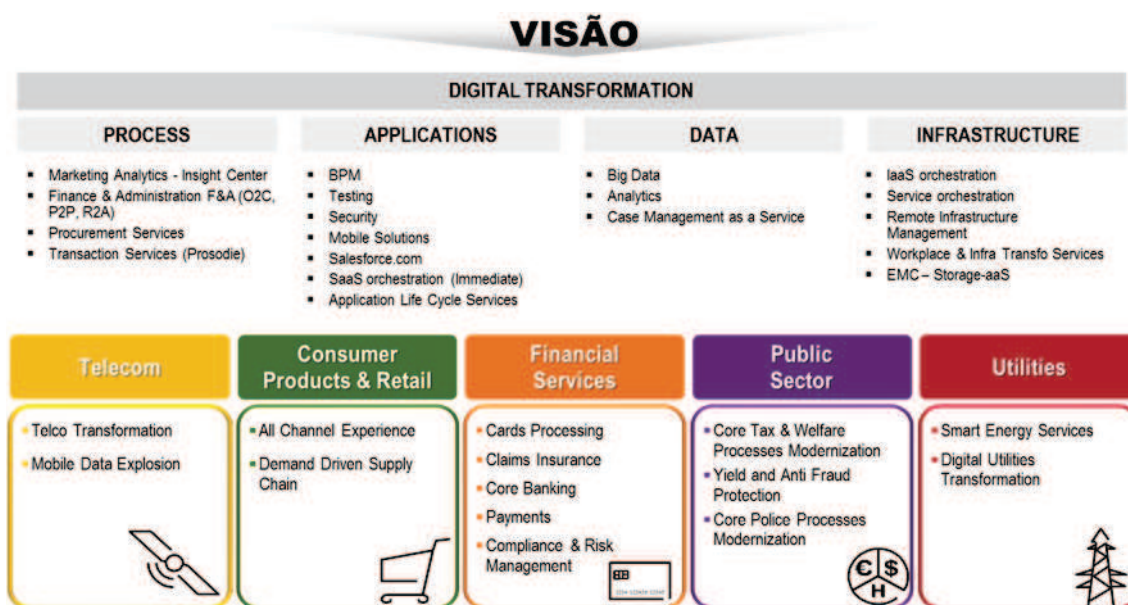 VISÃO
DIGITAL TRANSFORMATION
PROCESS
▪ Marketing Analytics - Insight Center
▪ Finance & Administration F&A (O2C,
P2P, R2A)
▪ Procurement Services
▪ Transaction Services (Prosodie)
APPLICATIONS
▪ BPM
▪ Testing
▪ Security
▪ Mobile Solutions
▪ Salesforce.com
▪ SaaS orchestration (Immediate)
▪ Application Life Cycle Services
DATA
▪ Big Data
▪ Analytics
▪ Case Management as a Service
INFRASTRUCTURE
▪ IaaS orchestration
▪ Service orchestration
▪ Remote Infrastructure
Management
▪ Workplace & Infra Transfo Services
▪ EMC – Storage-aaS
Telecom
▪ Telco Transformation
▪ Mobile Data Explosion
Consumer
Products & Retail
▪ All Channel Experience
▪ Demand Driven Supply
Chain
Financial
Services
▪ Cards Processing
▪ Claims Insurance
▪ Core Banking
▪ Payments
▪ Compliance & Risk
Management
Public
Sector
▪ Core Tax & Welfare
Processes Modernization
▪ Yield and Anti Fraud
Protection
▪ Core Police Processes
Modernization
€ $
H
Utilities
▪ Smart Energy Services
▪ Digital Utilities
Transformation